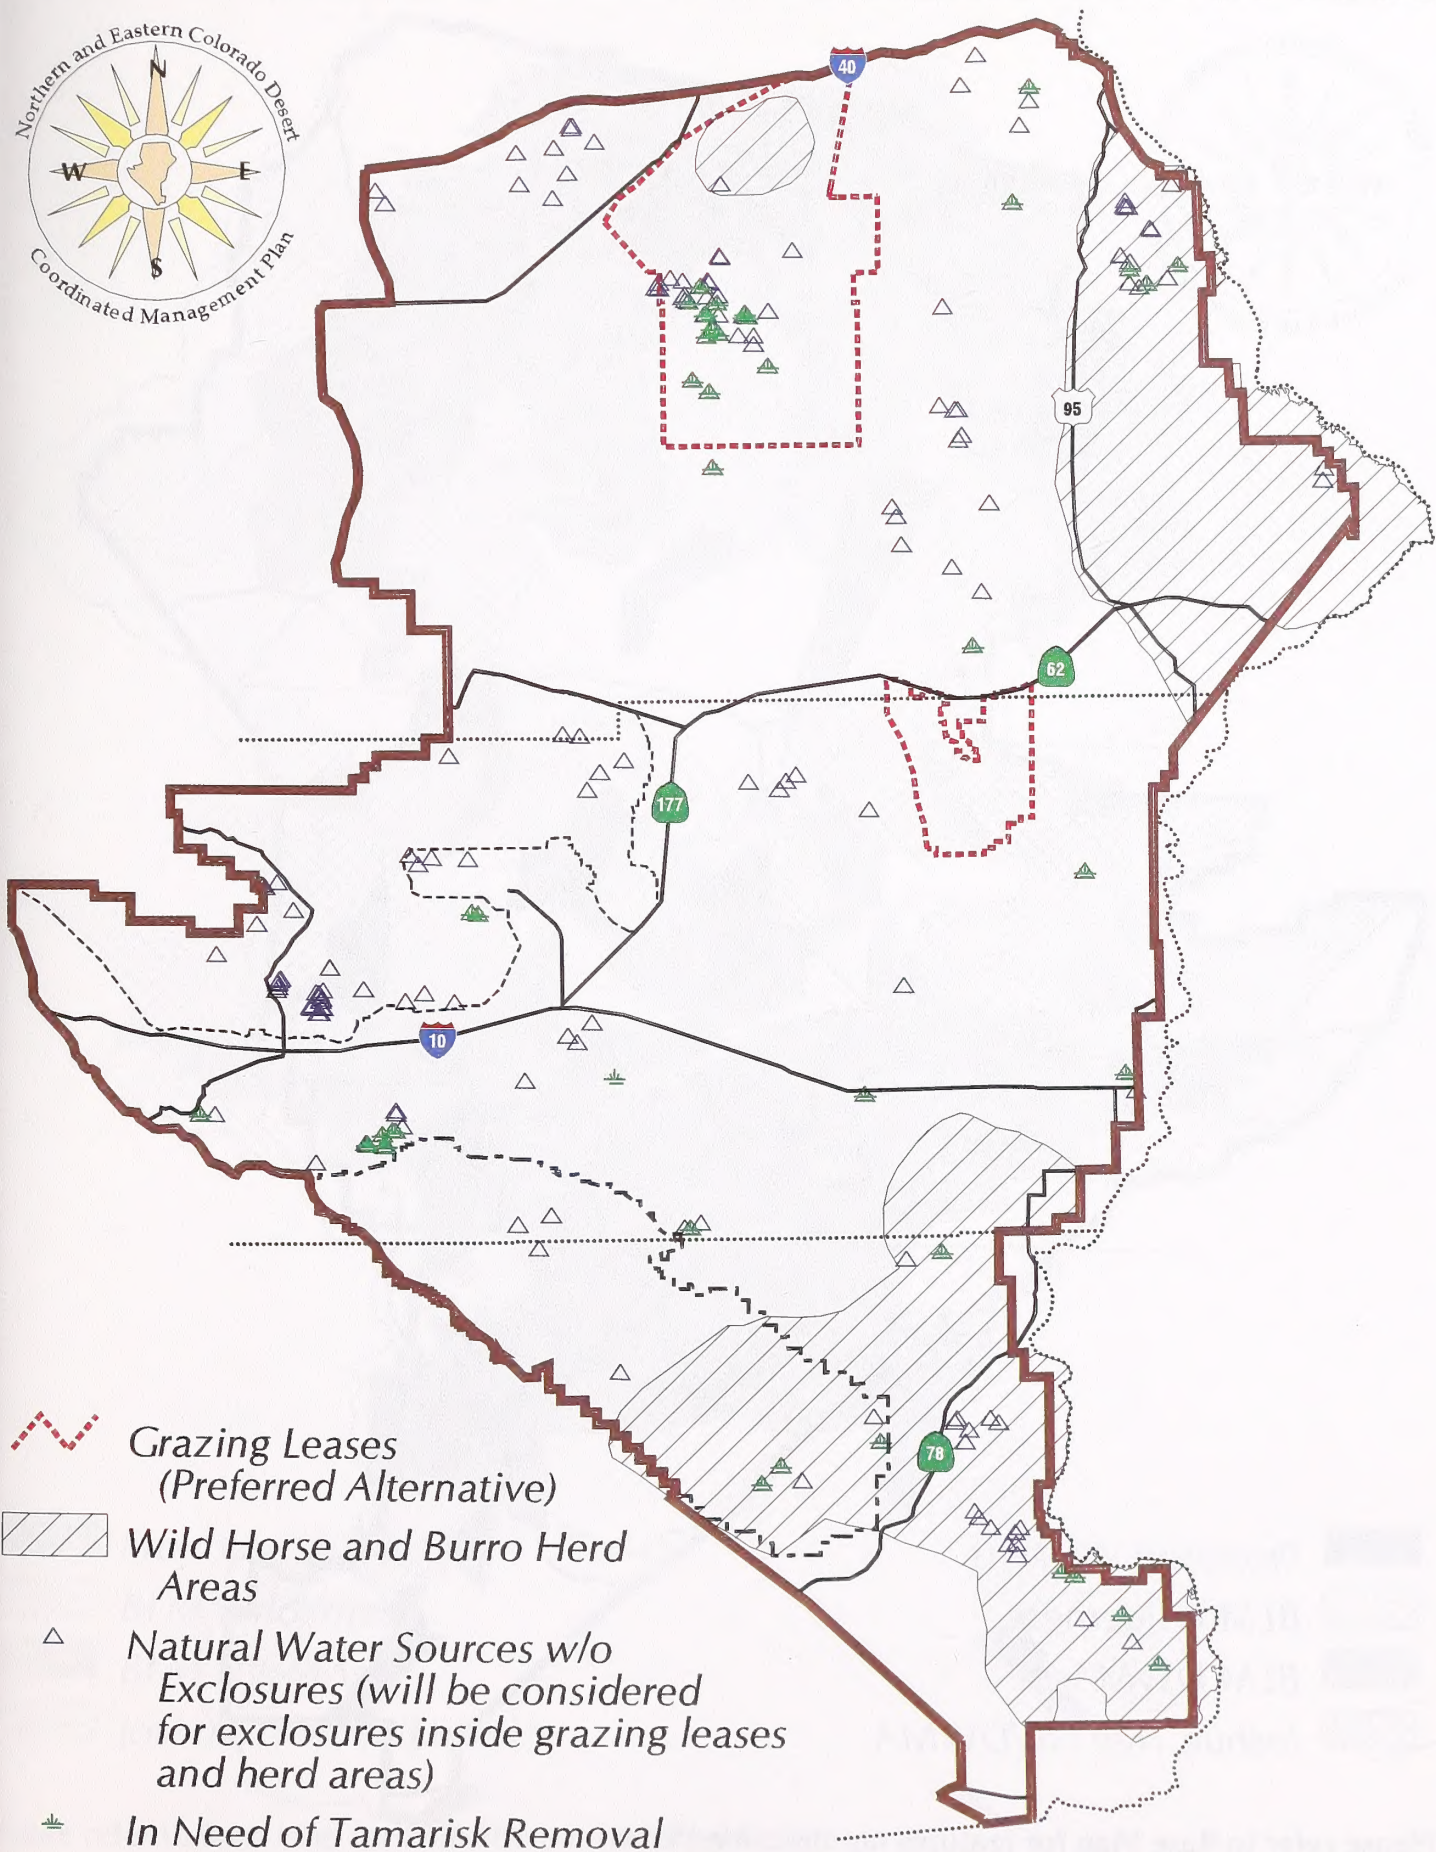 Northern and Eastern Colorado Desert
N
W
E
S
Coordinated Management Plan
40
95
62
177
10
78
Grazing Leases
(Preferred Alternative)
Wild Horse and Burro Herd
Areas
Natural Water Sources w/o
Exclosures (will be considered
for exclosures inside grazing leases
and herd areas)
In Need of Tamarisk Removal